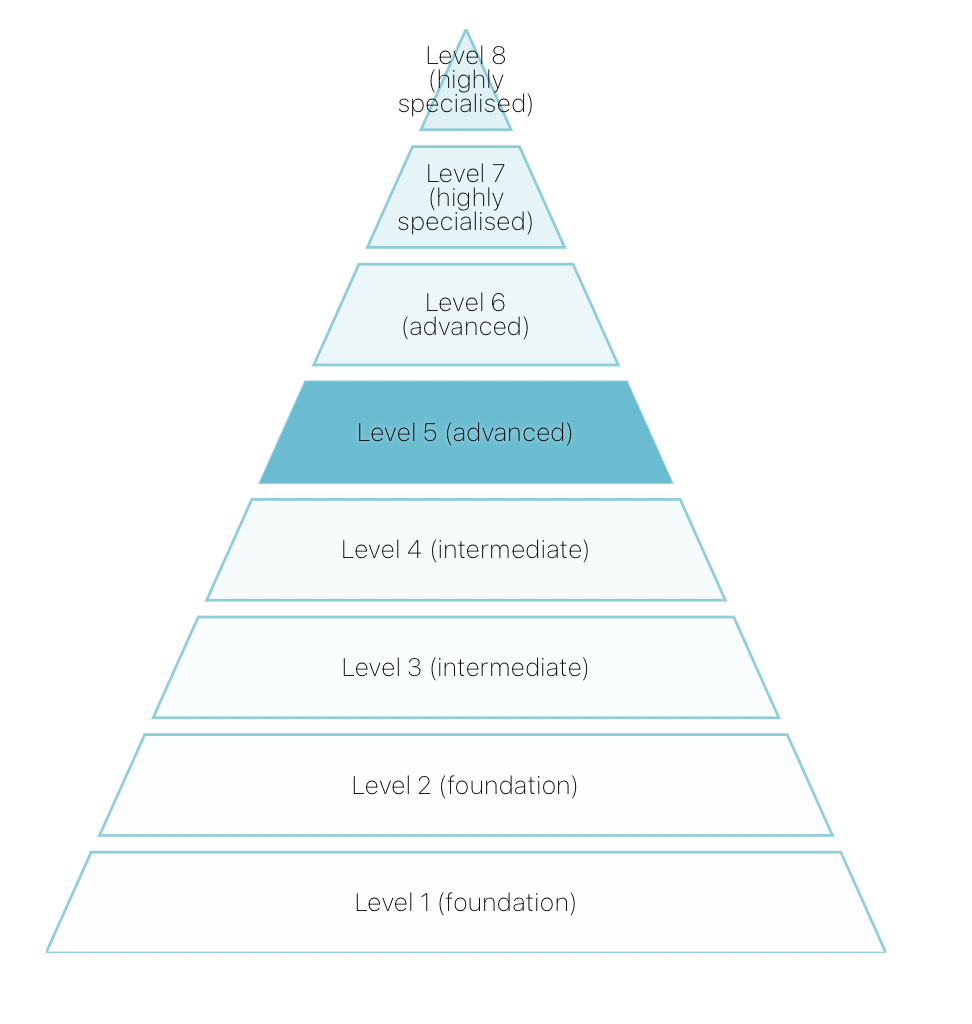 Level 8
(highly
specialised)
Level 7
(highly
specialised)
Level 6
(advanced)
Level 5 (advanced)
Level 4 (intermediate)
Level 3 (intermediate)
Level 2 (foundation)
Level 1 (foundation)